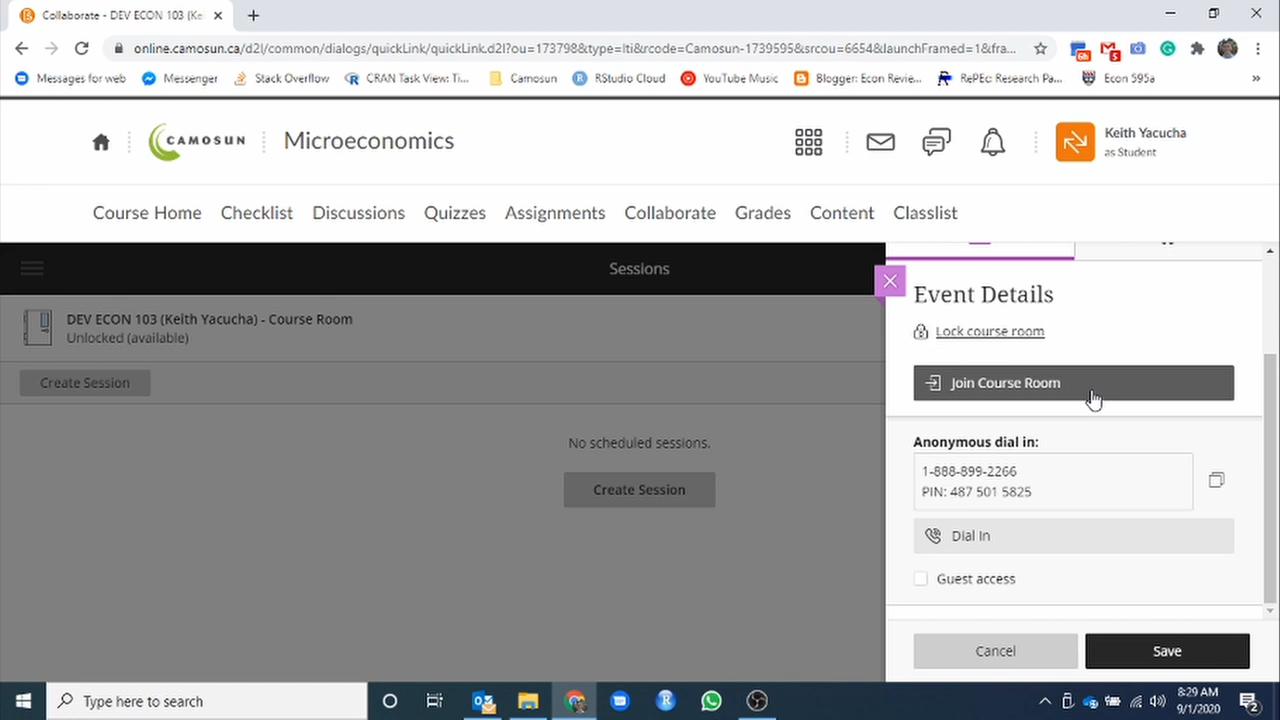 Collaborate - DEV ECON 103 (Ke
online.camosun.ca/d2l/common/dialogs/quickLink/quickLink.d2l?ou=173798&type=lti&rcode=Camosun-1739595&srcou=6654&launchFramed=1&fra...
6h
5
Messages for web
Messenger
Stack Overflow
CRAN Task View: Ti...
Camosun
RStudio Cloud
YouTube Music
Blogger: Econ Revie...
RePEc: Research Pa...
Econ 595a
»
CAMOSUN
Microeconomics
Keith Yacucha
as Student
Course Home
Checklist
Discussions
Quizzes
Assignments
Collaborate
Grades
Content
Classlist
Sessions
DEV ECON 103 (Keith Yacucha) - Course Room
Unlocked (available)
Create Session
No scheduled sessions.
Create Session
Event Details
Lock course room
Join Course Room
Anonymous dial in:
1-888-899-2266
PIN: 487 501 5825
Dial In
Guest access
Cancel
Save
Type here to search
8:29 AM
9/1/2020
2